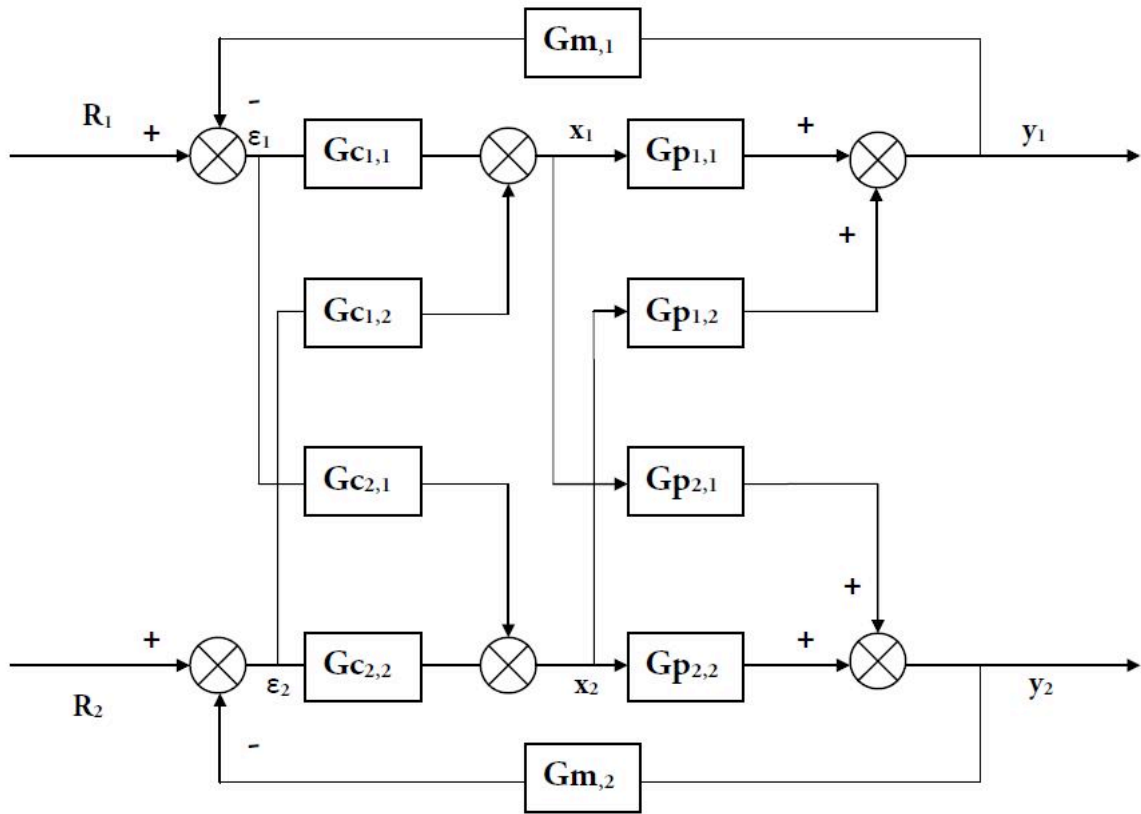 Gm,1
-
R1
+
ε1
Gc1,1
x1
Gp1,1
+
y1
+
Gc1,2
Gp1,2
Gc2,1
Gp2,1
+
+
Gc2,2
+
R2
ε2
x2
Gp2,2
y2
-
Gm,2